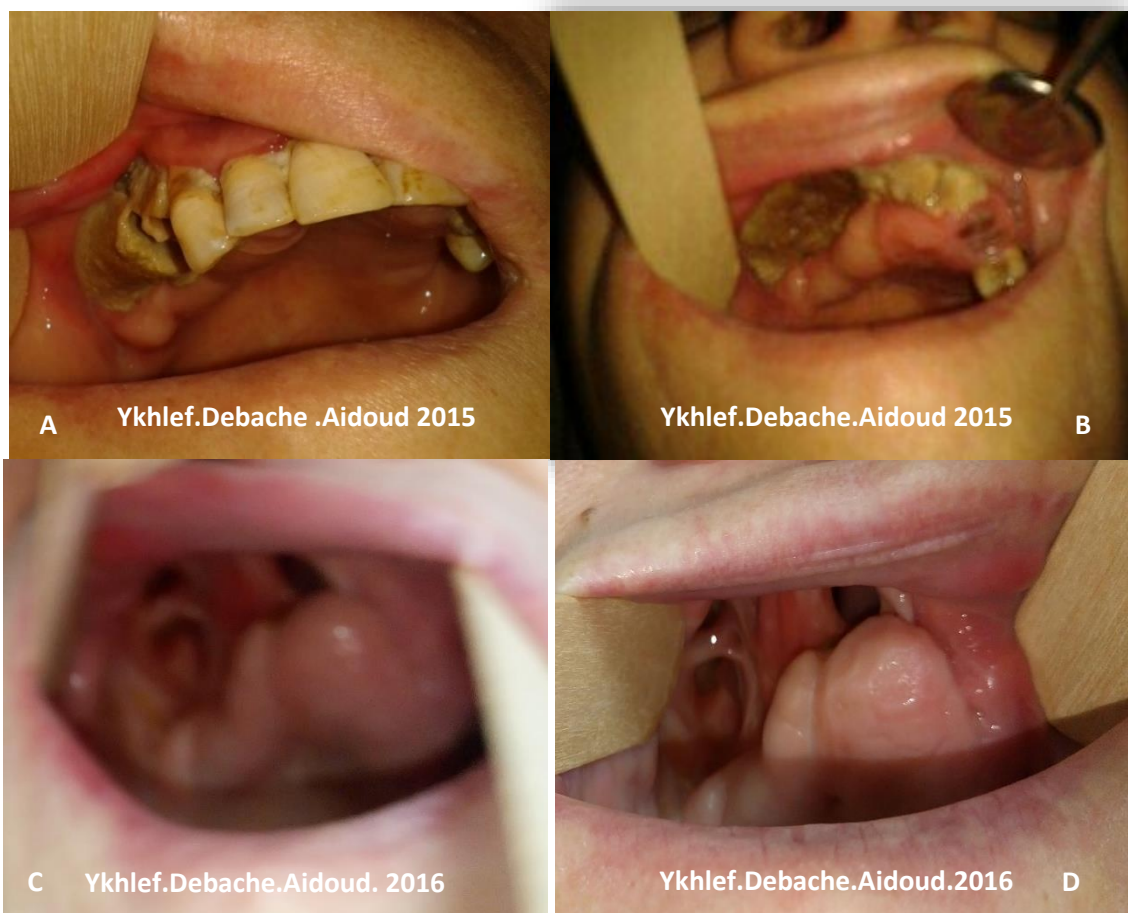 A
Ykhlef.Debache .Aidoud 2015
Ykhlef.Debache.Aidoud 2015
B
C
Ykhlef.Debache.Aidoud. 2016
Ykhlef.Debache.Aidoud.2016
D